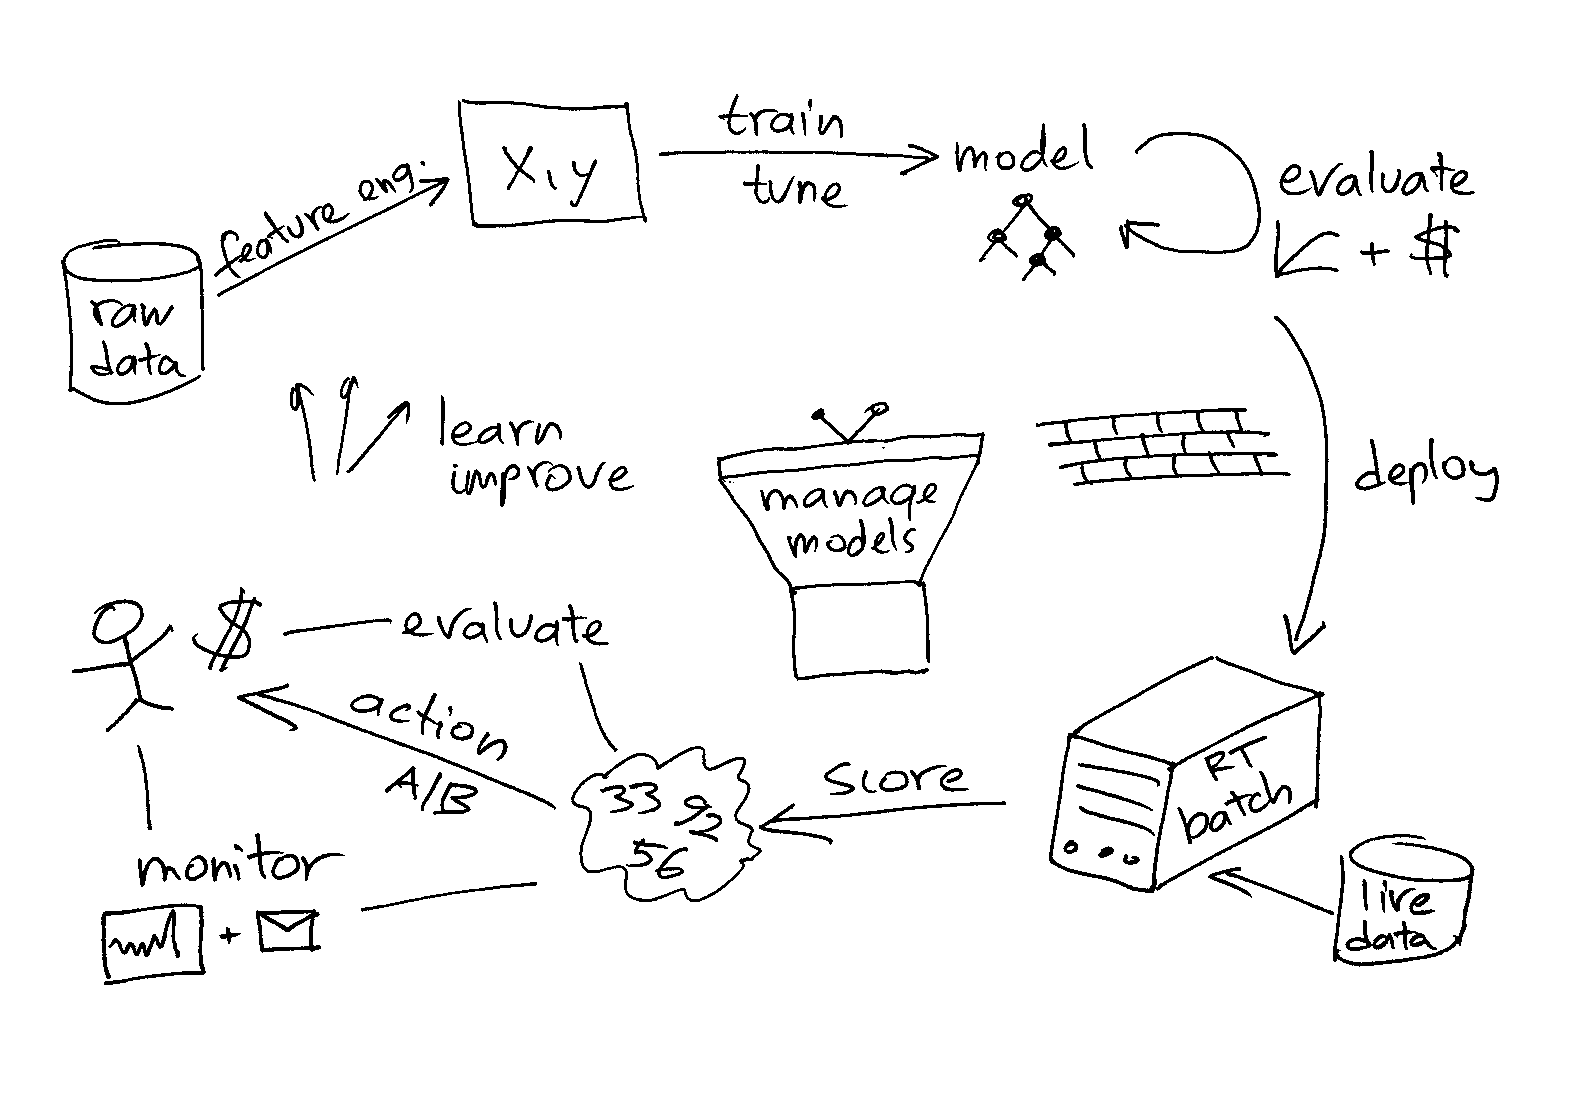 feature eng.
X, y
train
tune
model
evaluate
+ $
raw
data
learn
improve
manage
models
deploy
$
evaluate
action
A/B
33
92
56
score
RT
batch
monitor
+
live
data